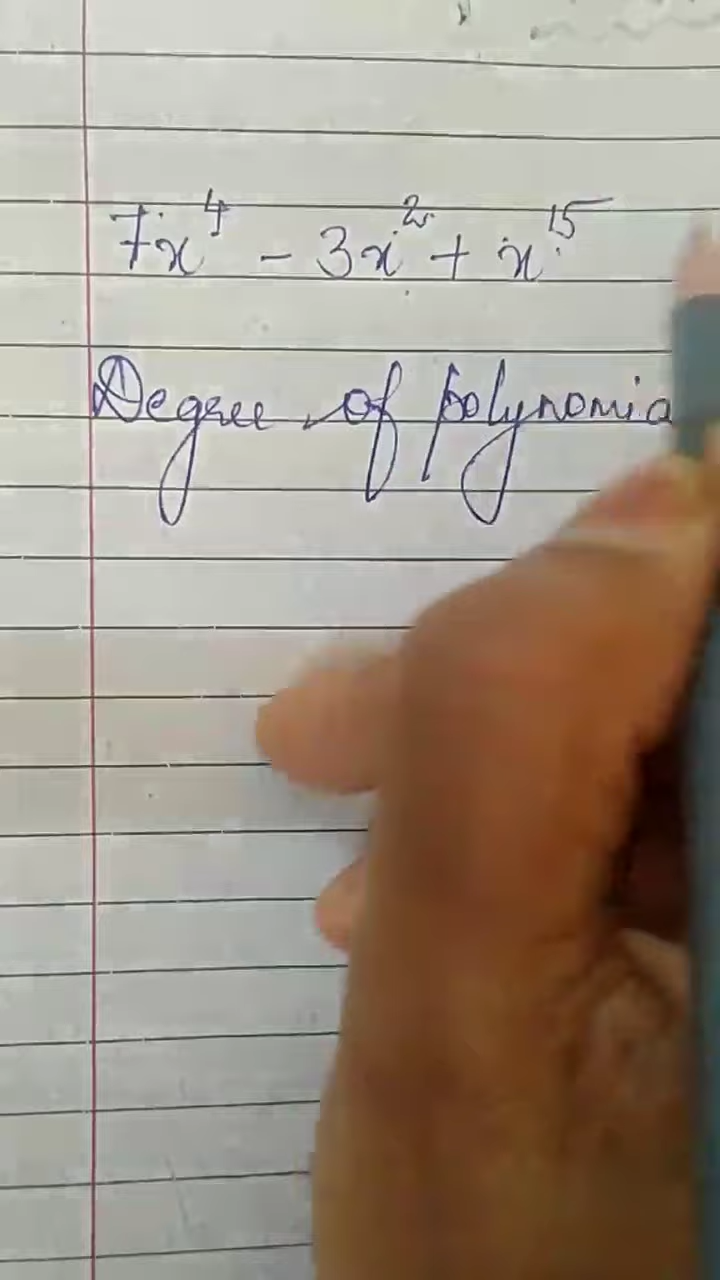 7x⁴ - 3x² + x¹⁵
Degree of polynomia